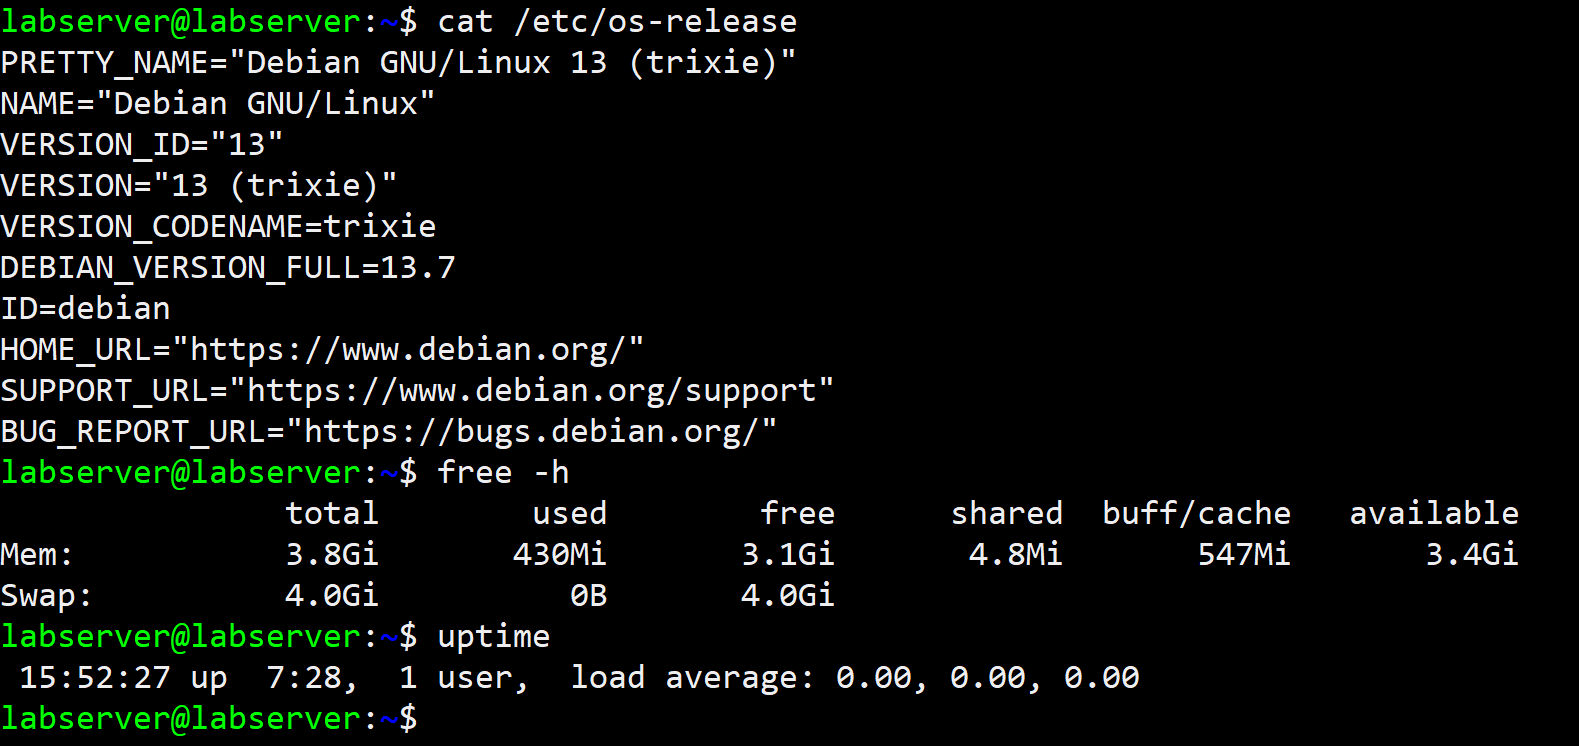 labserver@labserver:~$ cat /etc/os-release
PRETTY_NAME="Debian GNU/Linux 13 (trixie)"
NAME="Debian GNU/Linux"
VERSION_ID="13"
VERSION="13 (trixie)"
VERSION_CODENAME=trixie
DEBIAN_VERSION_FULL=13.7
ID=debian
HOME_URL="https://www.debian.org/"
SUPPORT_URL="https://www.debian.org/support"
BUG_REPORT_URL="https://bugs.debian.org/"
labserver@labserver:~$ free -h
               total        used        free      shared  buff/cache   available
Mem:           3.8Gi       430Mi       3.1Gi       4.8Mi       547Mi       3.4Gi
Swap:          4.0Gi          0B       4.0Gi
labserver@labserver:~$ uptime
 15:52:27 up  7:28,  1 user,  load average: 0.00, 0.00, 0.00
labserver@labserver:~$